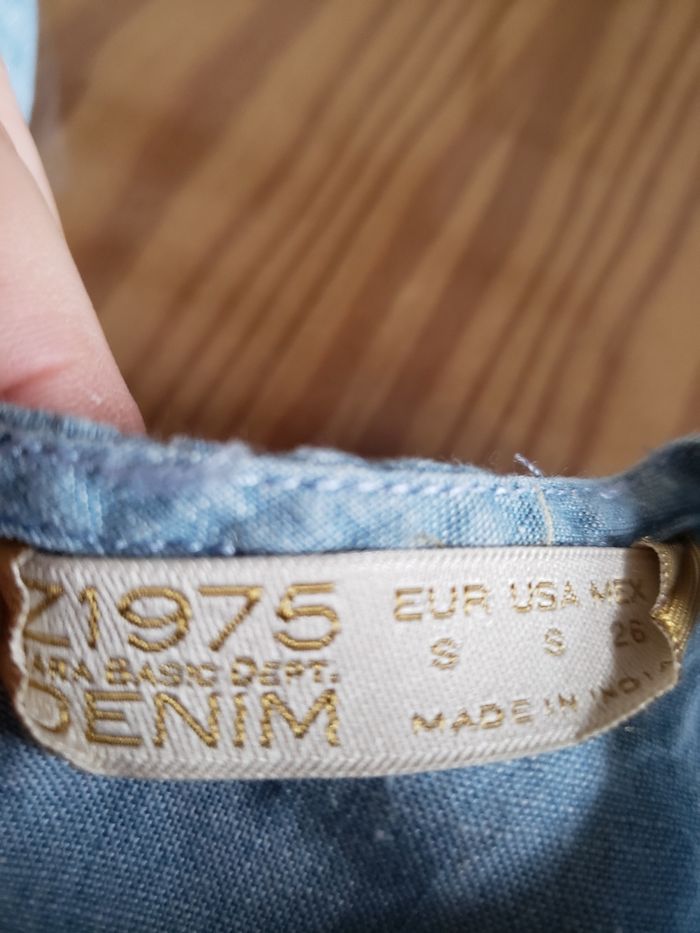 Z1975
ZARA BASIC DEPT.
DENIM
EUR USA MEX
S S 26
MADE IN INDIA